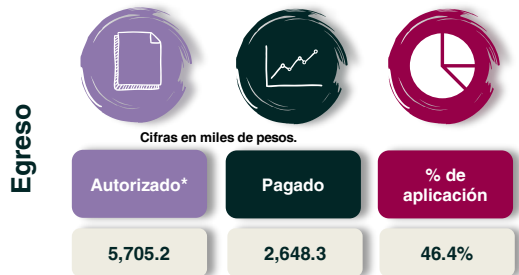 Egreso
Cifras en miles de pesos.
Autorizado*
Pagado
% de
aplicación
5,705.2
2,648.3
46.4%